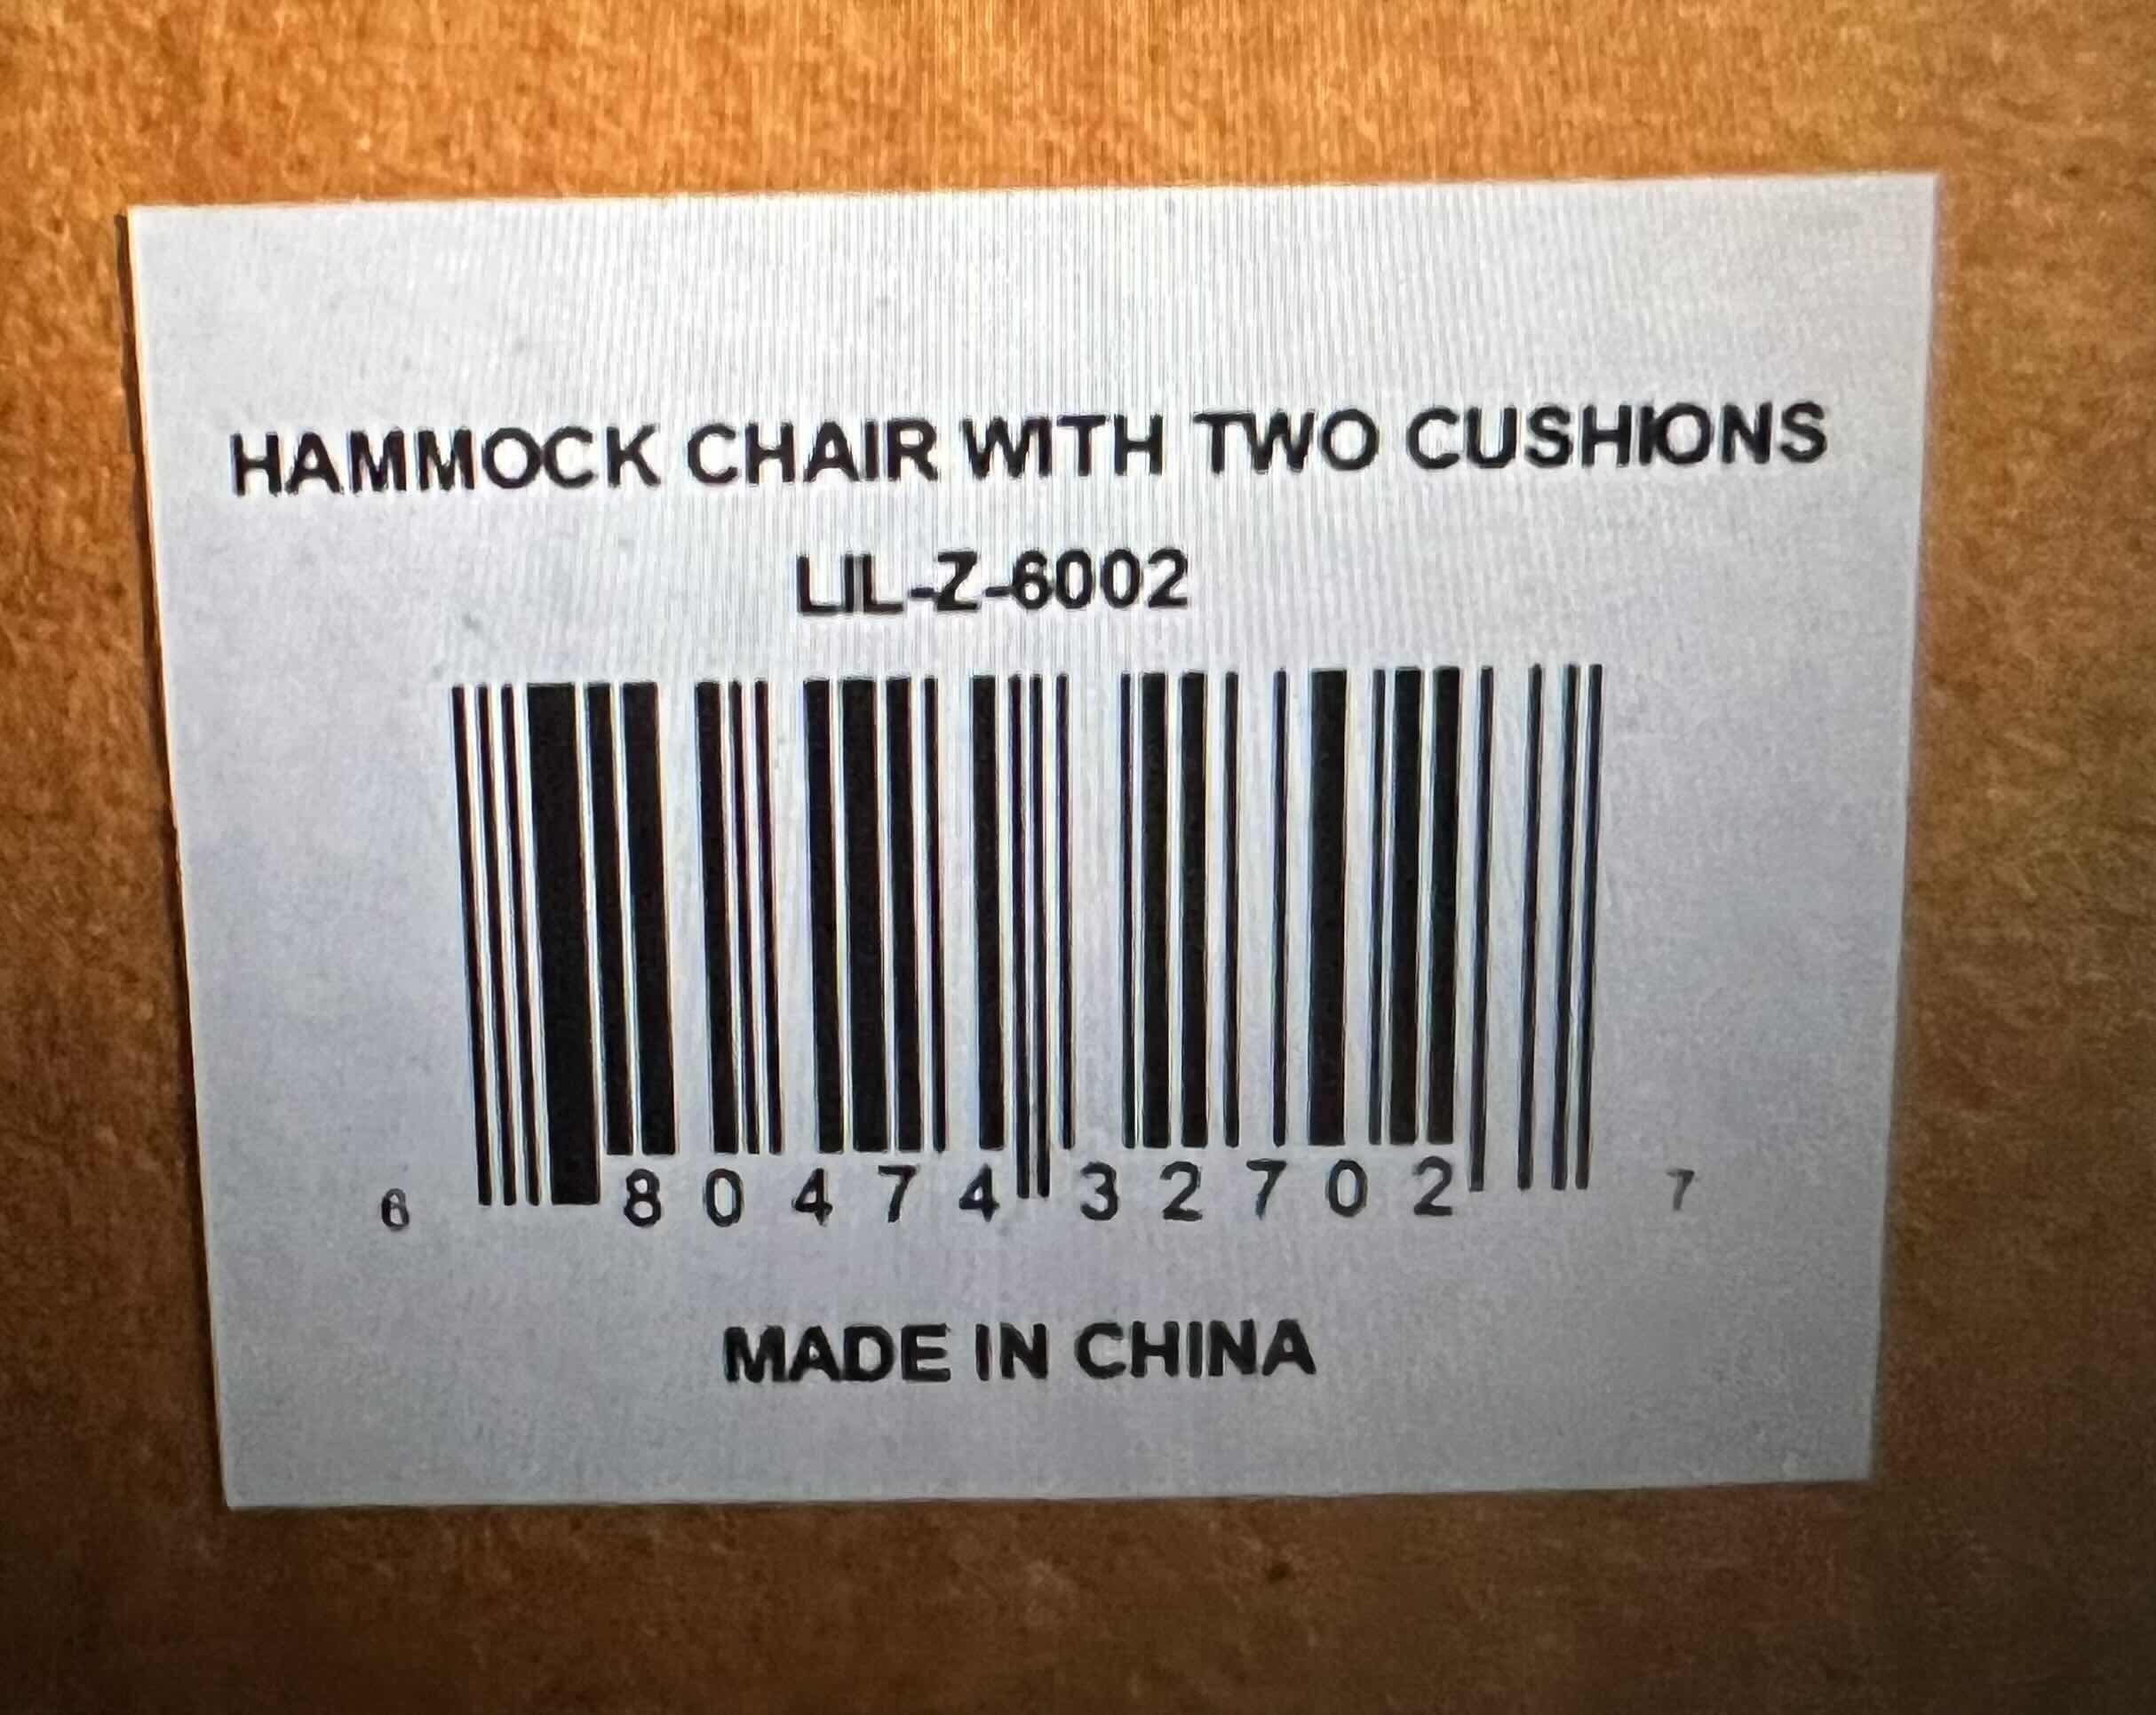 HAMMOCK CHAIR WITH TWO CUSHIONS
LIL-Z-6002
6 80474 32702 7
MADE IN CHINA